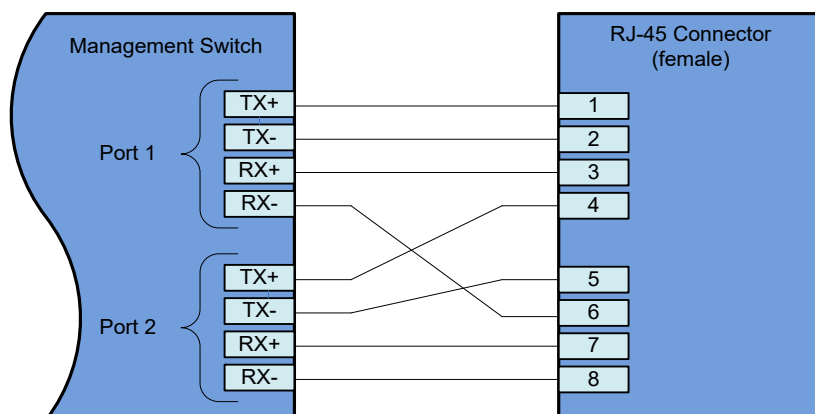 Management Switch
Port 1
TX+
TX-
RX+
RX-
Port 2
TX+
TX-
RX+
RX-
RJ-45 Connector
(female)
1
2
3
4
5
6
7
8